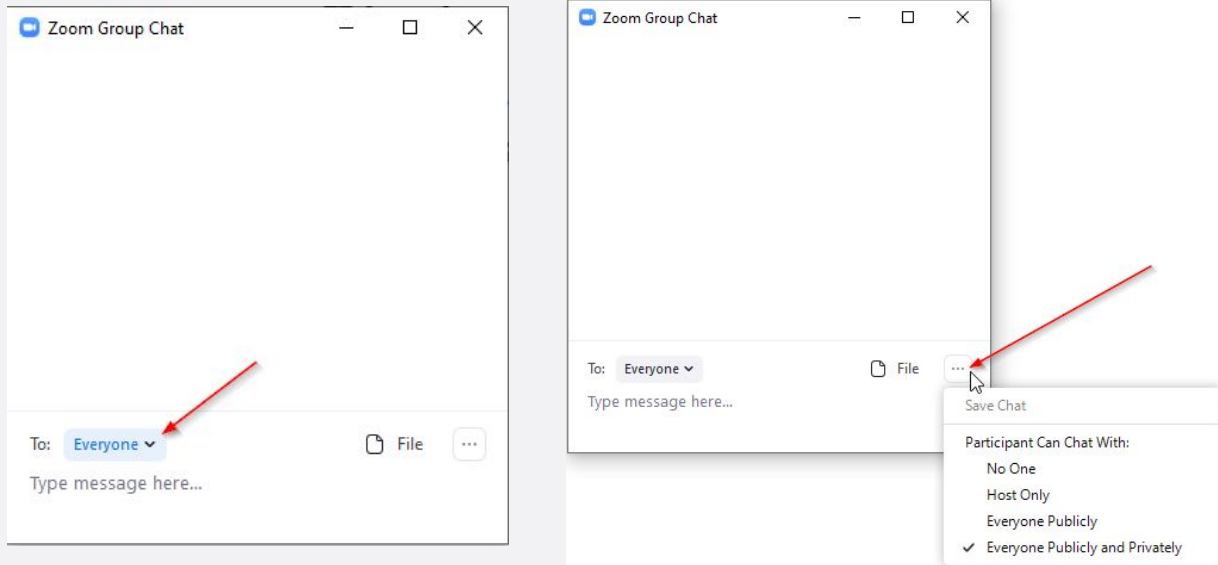 Zoom Group Chat
To: Everyone File ...
Type message here...
Zoom Group Chat
To: Everyone File ...
Type message here...
Save Chat
Participant Can Chat With:
No One
Host Only
Everyone Publicly
✓ Everyone Publicly and Privately